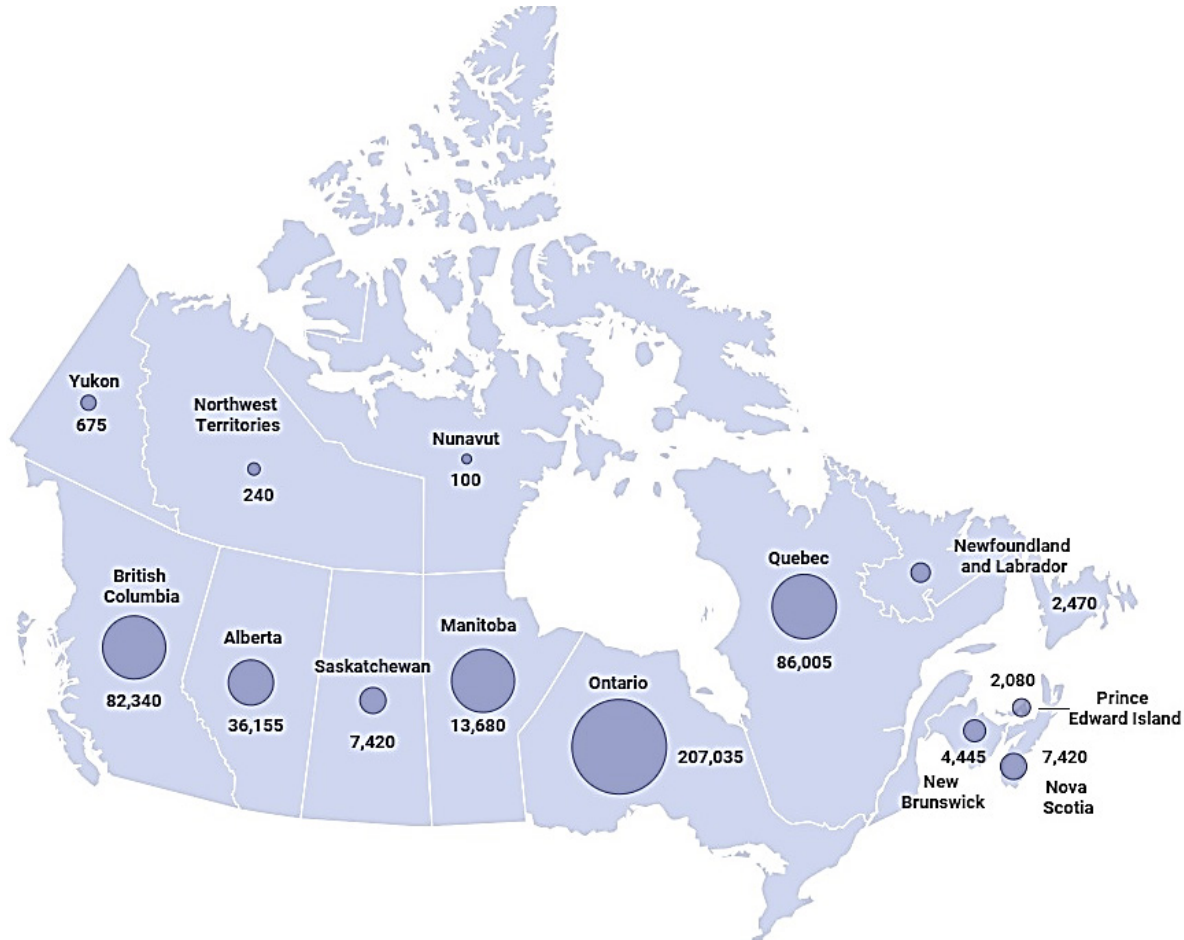 Yukon
675
Northwest
Territories
240
Nunavut
100
British
Columbia
82,340
Alberta
36,155
Saskatchewan
7,420
Manitoba
13,680
Ontario
207,035
Quebec
86,005
Newfoundland
and Labrador
2,470
2,080
Prince
Edward Island
4,445
New
Brunswick
7,420
Nova
Scotia